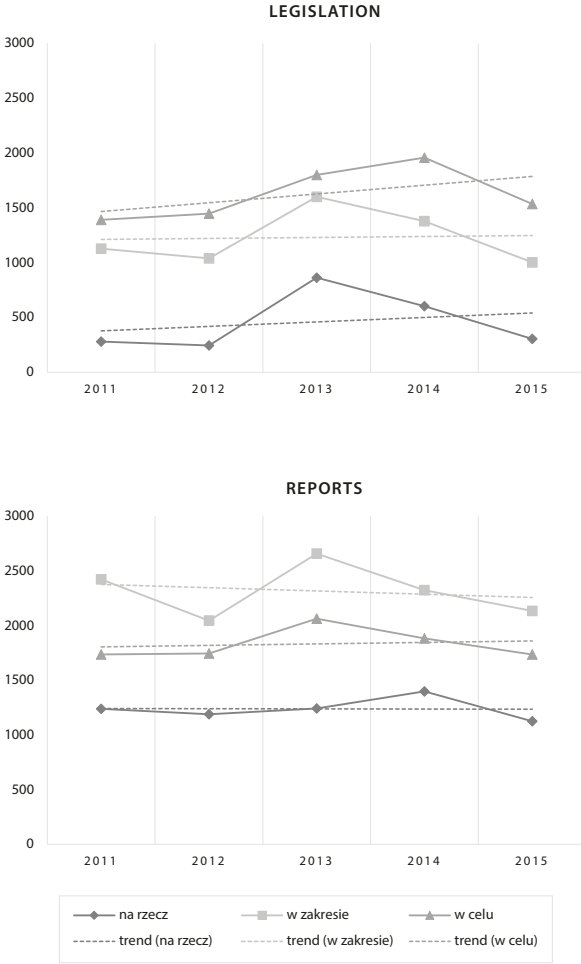 LEGISLATION
3000
2500
2000
1500
1000
500
0
2011 2012 2013 2014 2015
REPORTS
3000
2500
2000
1500
1000
500
0
2011 2012 2013 2014 2015
na rzecz w zakresie w celu
trend (na rzecz) trend (w zakresie) trend (w celu)